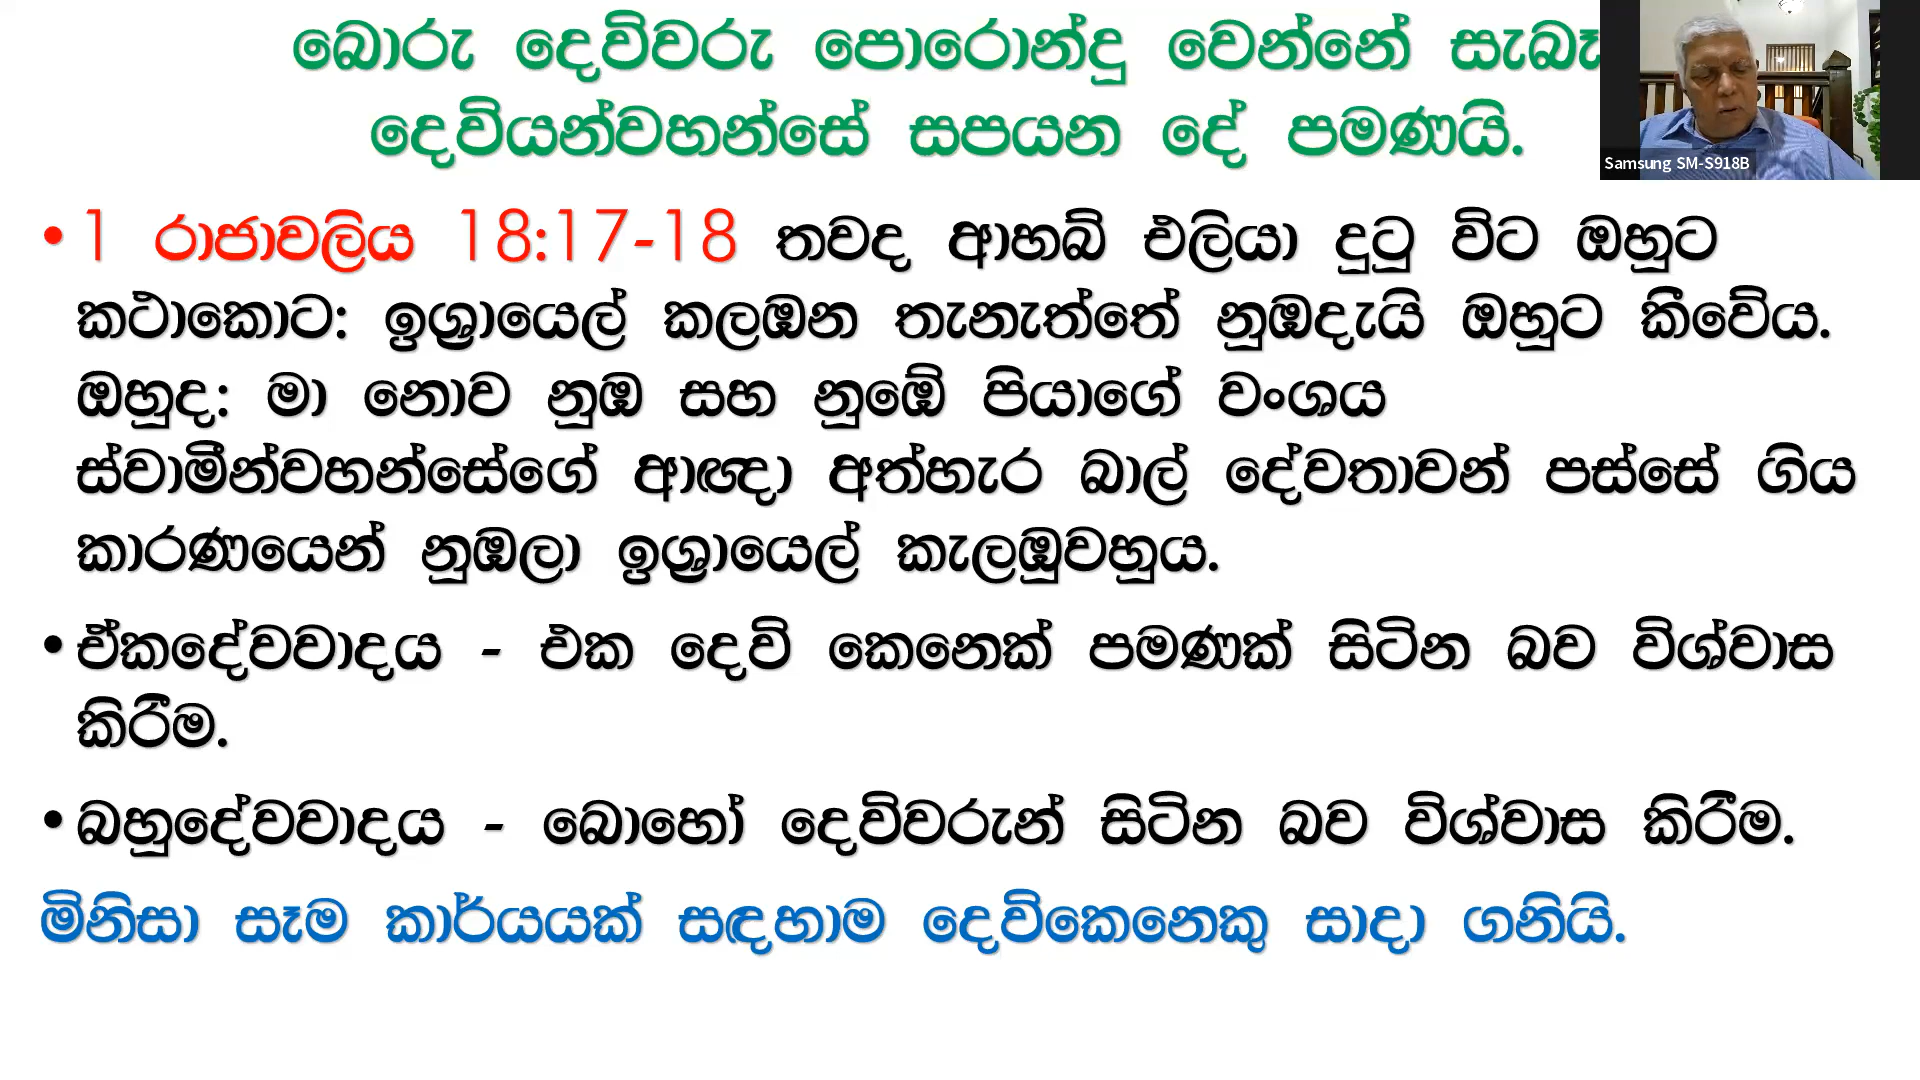 බොරු දෙවිවරු පොරොන්දු වෙන්නේ
දෙවියන්වහන්සේ සපයන දේ පමණයි.
Samsung SM-S918B
• 1 රාජාවලිය 18:17-18 තවද ආහබ් එලියා දුටු විට ඔහුට
කථාකොට: ඉශ්‍රායෙල් කලඹන තැනැත්තේ නුඹදැයි ඔහුට කීවේය.
ඔහුද: මා නොව නුඹ සහ නුඹේ පියාගේ වංශය
ස්වාමීන්වහන්සේගේ ආඥා අත්හැර බාල් දේවතාවන් පස්සේ ගිය
කාරණයෙන් නුඹලා ඉශ්‍රායෙල් කැලඹූවහුය.
• ඒකදේවවාදය - එක දෙවි කෙනෙක් පමණක් සිටින බව විශ්වාස
කිරීම.
• බහුදේවවාදය - බොහෝ දෙවිවරුන් සිටින බව විශ්වාස කිරීම.
මිනිසා සෑම කාර්යයක් සඳහාම දෙවිකෙනෙකු සාදා ගනියි.